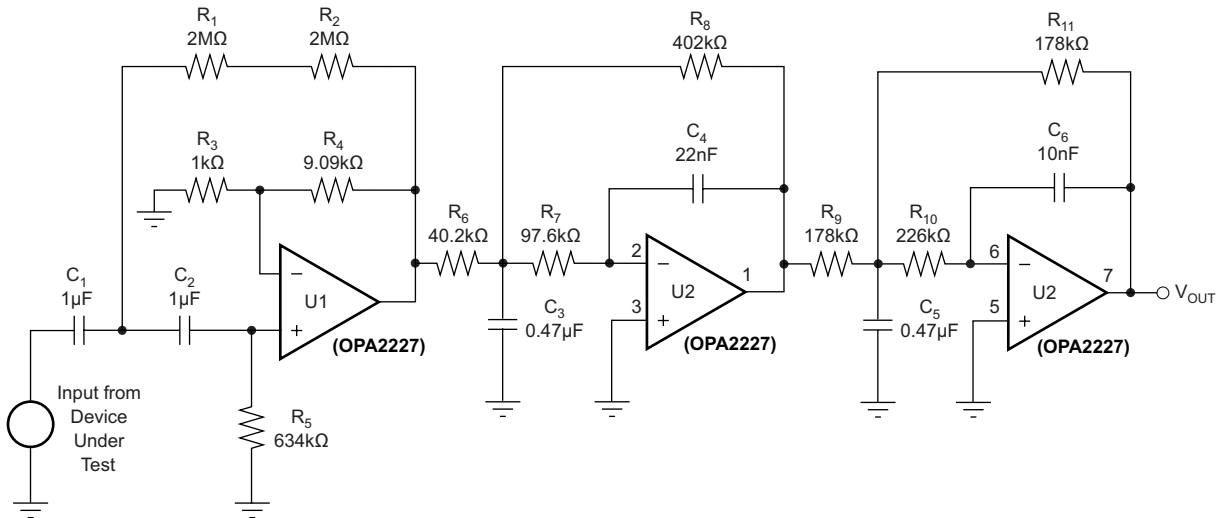 R1
2MΩ
R2
2MΩ
R8
402kΩ
R11
178kΩ
R3
1kΩ
R4
9.09kΩ
C4
22nF
C6
10nF
R6
40.2kΩ
R7
97.6kΩ
R9
178kΩ
R10
226kΩ
C1
1µF
C2
1µF
−
+
U1
(OPA2227)
C3
0.47µF
2
−
3
+
U2
1
(OPA2227)
C5
0.47µF
6
−
5
+
U2
7
(OPA2227)
VOUT
Input from
Device
Under
Test
R5
634kΩ